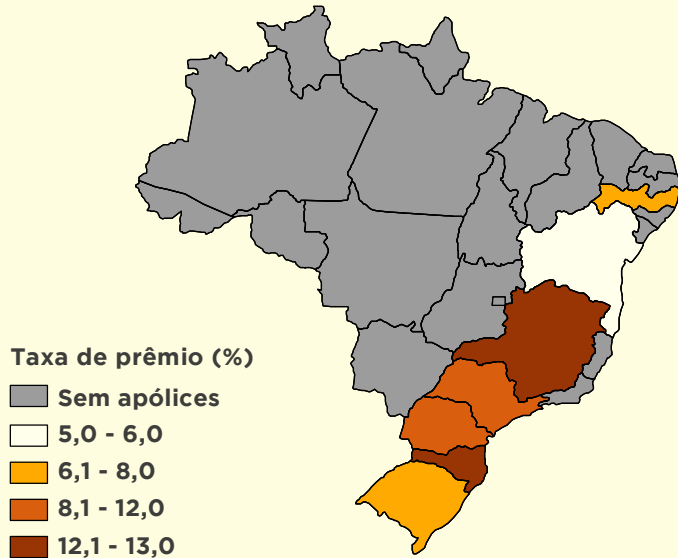 Taxa de prêmio (%)
Sem apólices
5,0 - 6,0
6,1 - 8,0
8,1 - 12,0
12,1 - 13,0